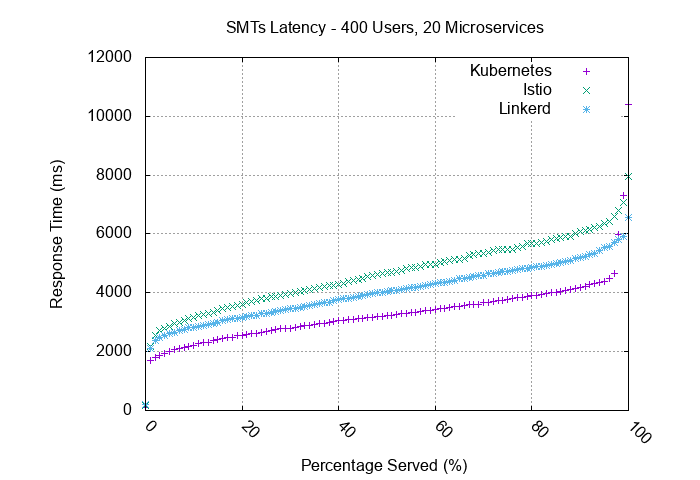 SMTs Latency - 400 Users, 20 Microservices
12000
10000
8000
6000
4000
2000
0
Response Time (ms)
Kubernetes
Istio
Linkerd
0
20
40
60
80
100
Percentage Served (%)